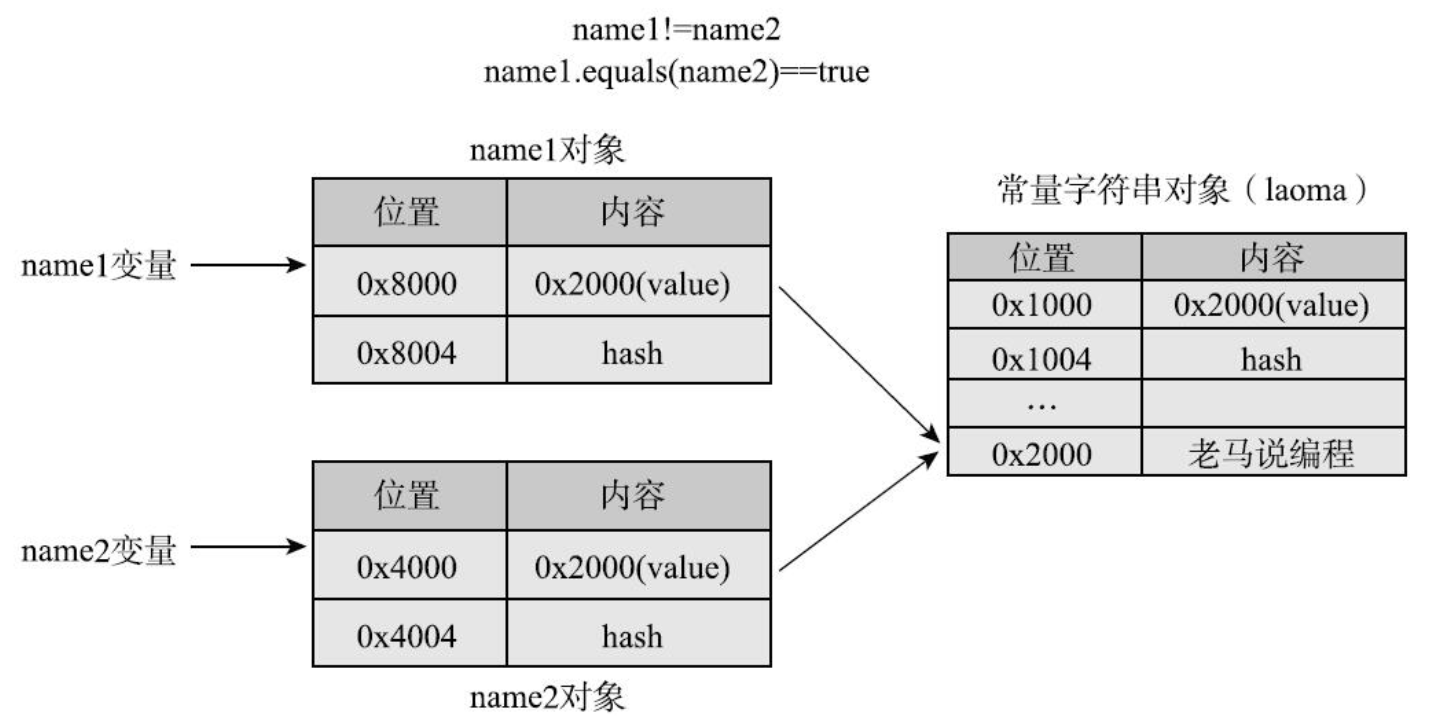 name1!=name2
name1.equals(name2)==true
name1对象
位置 内容
name1变量
0x8000 0x2000(value)
0x8004 hash
常量字符串对象（laoma）
位置 内容
0x1000 0x2000(value)
0x1004 hash
…
0x2000 老马说编程
位置 内容
name2变量
0x4000 0x2000(value)
0x4004 hash
name2对象